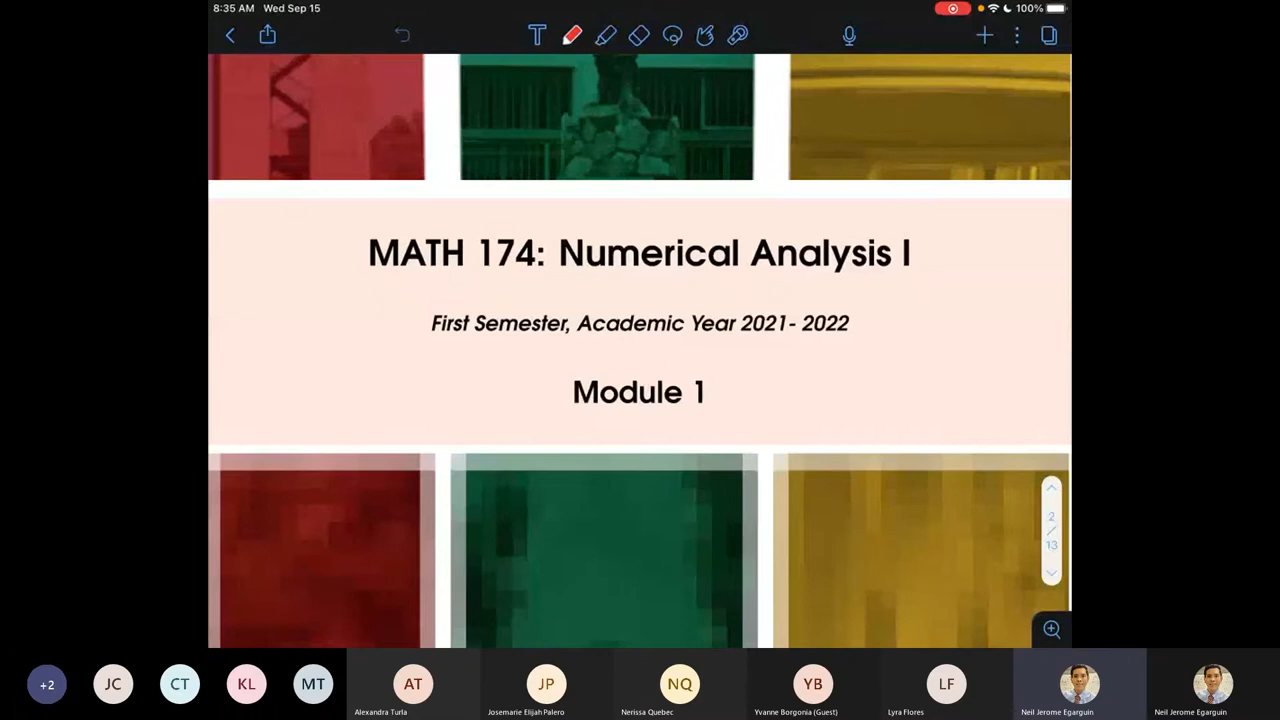 8:35 AM Wed Sep 15
100%
T
MATH 174: Numerical Analysis I
First Semester, Academic Year 2021- 2022
Module 1
2
/
13
+2
JC
CT
KL
MT
AT
JP
NQ
YB
LF
Alexandra Turla
Josemarie Elijah Palero
Nerissa Quebec
Yvanne Borgonia (Guest)
Lyra Flores
Neil Jerome Egarguin
Neil Jerome Egarguin